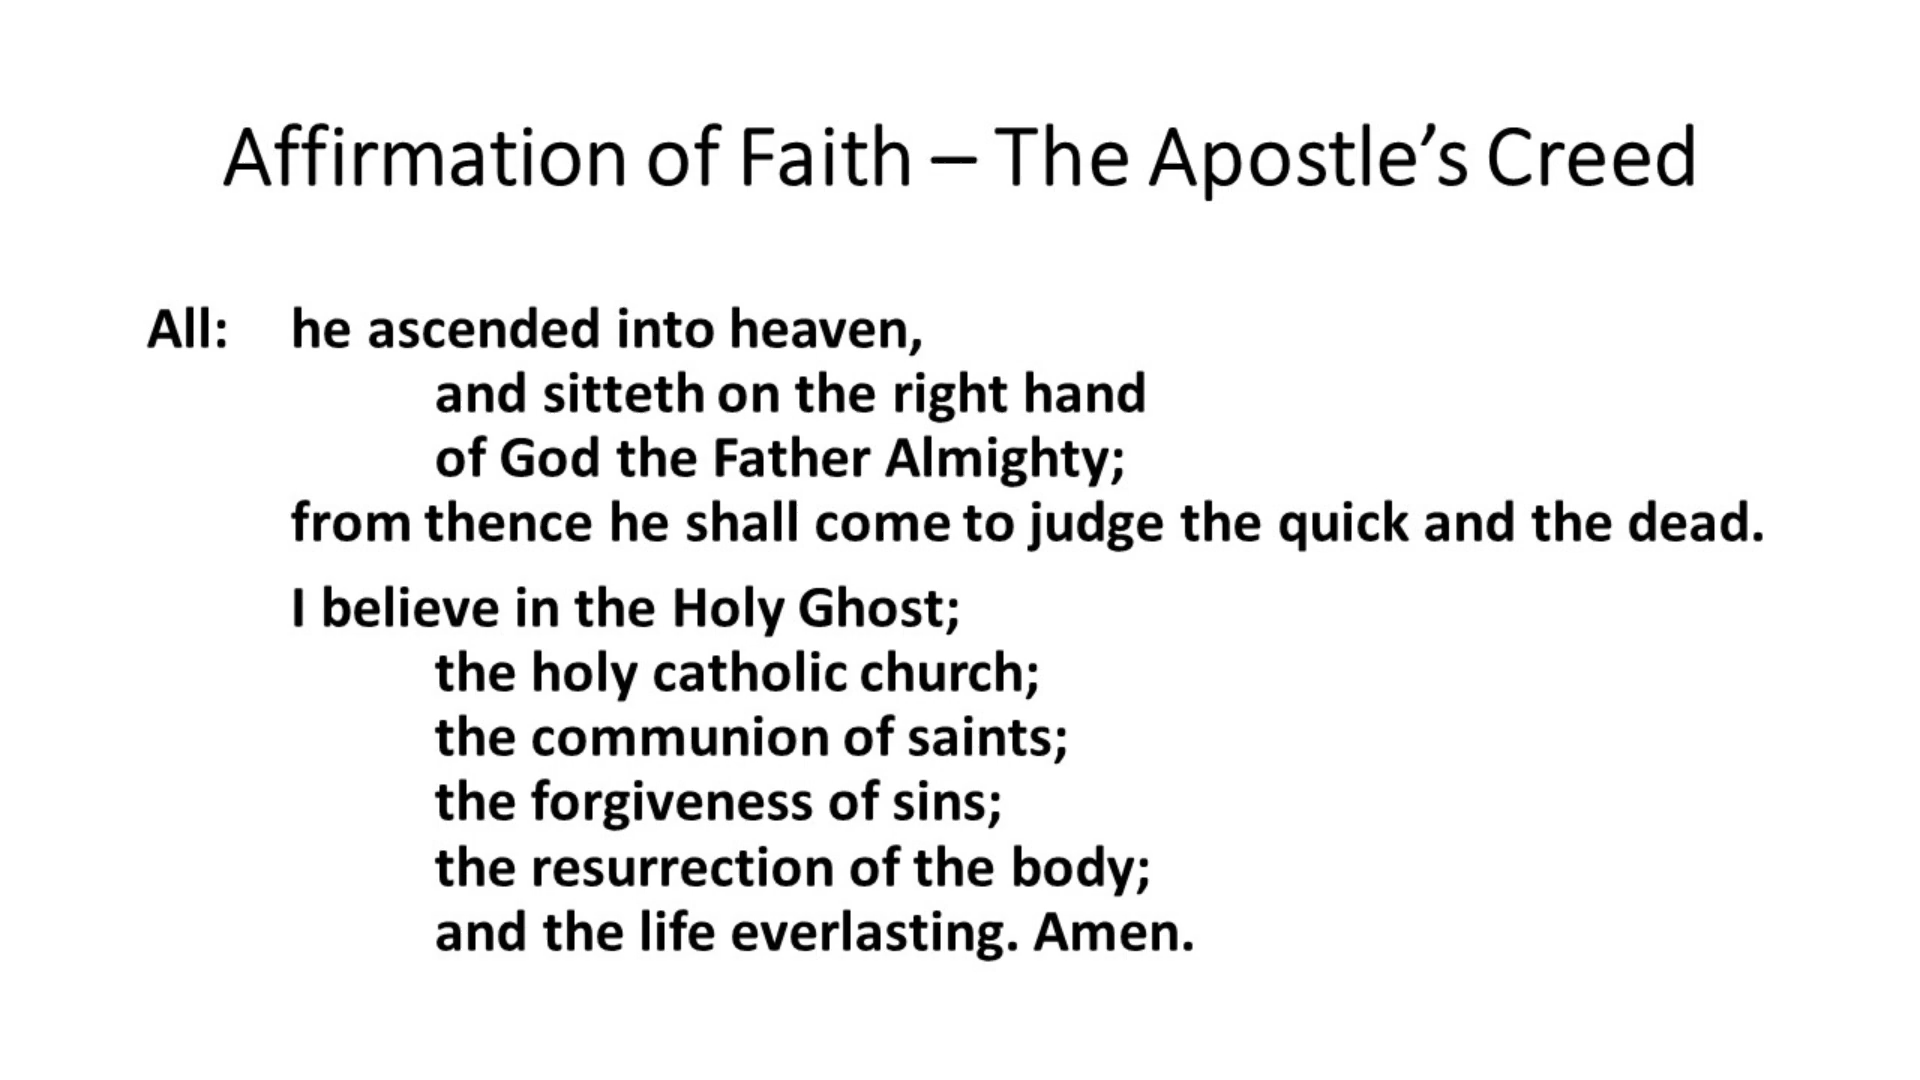 Affirmation of Faith – The Apostle’s Creed
All: he ascended into heaven,
and sitteth on the right hand
of God the Father Almighty;
from thence he shall come to judge the quick and the dead.
I believe in the Holy Ghost;
the holy catholic church;
the communion of saints;
the forgiveness of sins;
the resurrection of the body;
and the life everlasting. Amen.